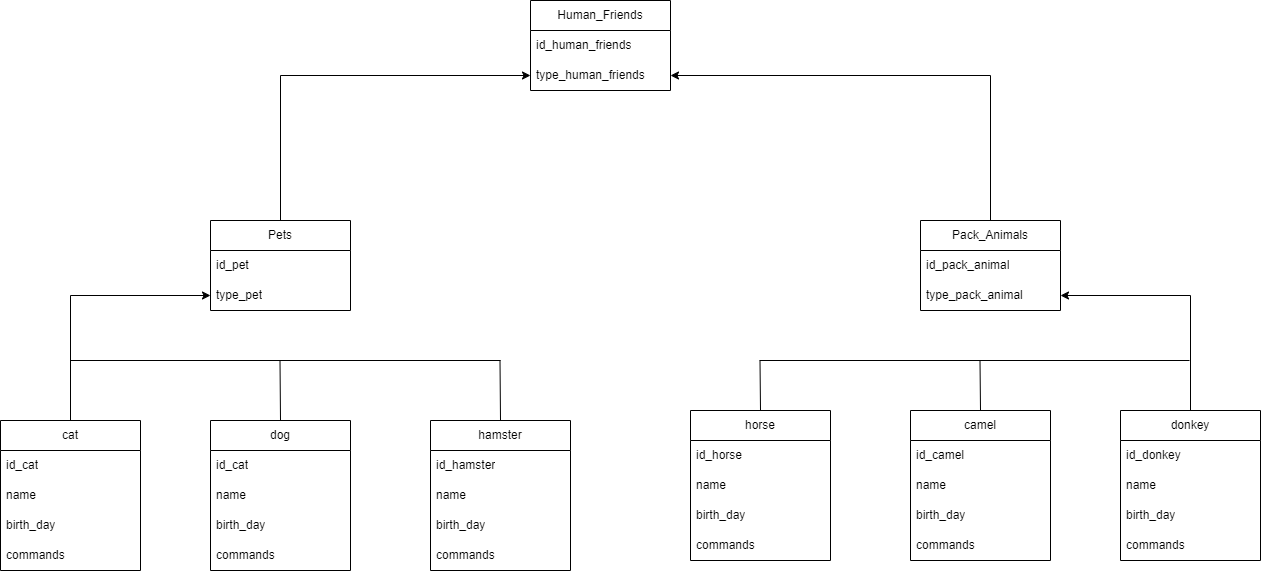 Human_Friends
id_human_friends
type_human_friends
Pets
id_pet
type_pet
Pack_Animals
id_pack_animal
type_pack_animal
cat
id_cat
name
birth_day
commands
dog
id_cat
name
birth_day
commands
hamster
id_hamster
name
birth_day
commands
horse
id_horse
name
birth_day
commands
camel
id_camel
name
birth_day
commands
donkey
id_donkey
name
birth_day
commands